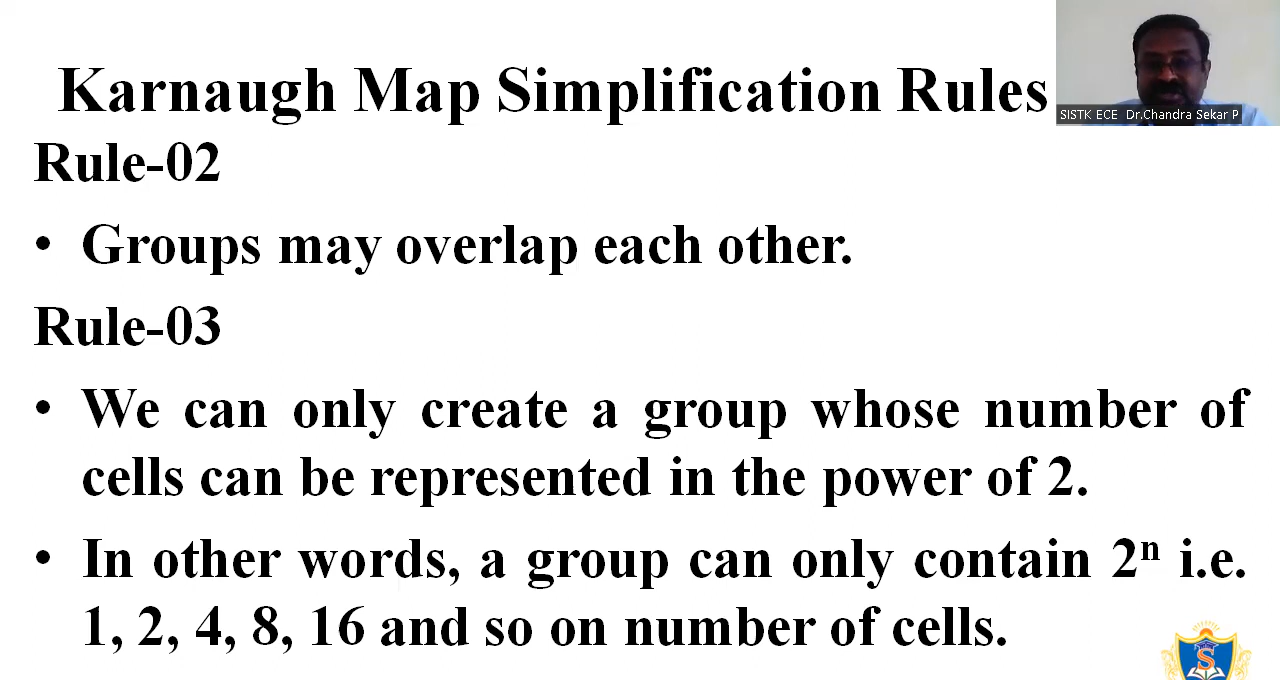 Karnaugh Map Simplification Rules
SISTK ECE Dr.Chandra Sekar P
Rule-02
• Groups may overlap each other.
Rule-03
• We can only create a group whose number of
cells can be represented in the power of 2.
• In other words, a group can only contain 2ⁿ i.e.
1, 2, 4, 8, 16 and so on number of cells.
S